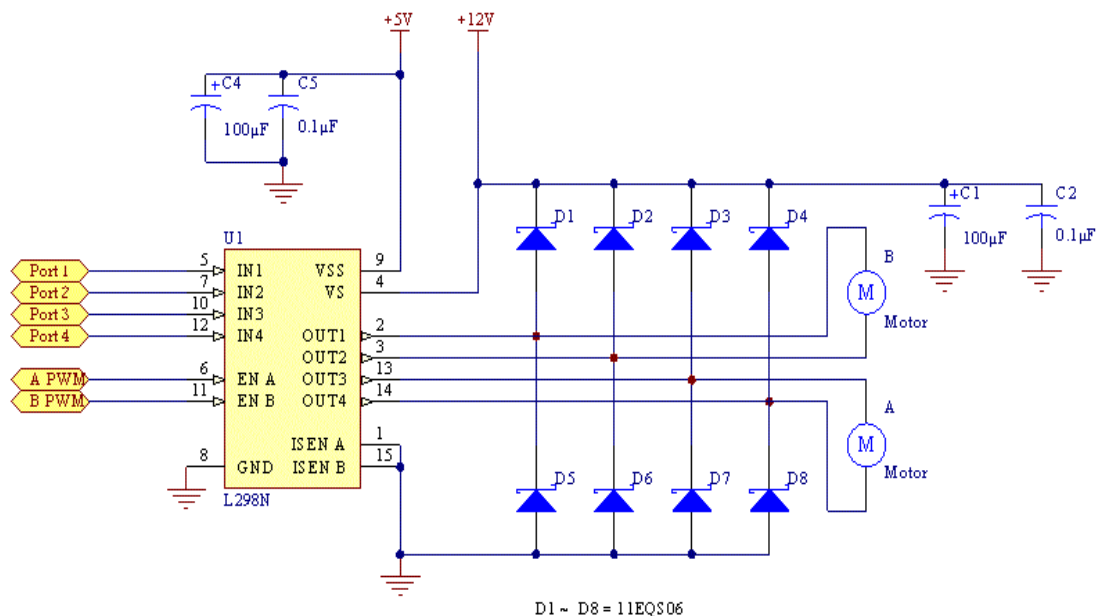 +5V
+12V
C4
C5
100µF
0.1µF
D1
D2
D3
D4
C1
C2
100µF
0.1µF
U1
Port 1
5
IN1
VSS
9
Port 2
7
IN2
VS
4
Port 3
10
IN3
Port 4
12
IN4
OUT1
2
OUT2
3
A PWM
6
EN A
OUT3
13
B PWM
11
EN B
OUT4
14
B
M
Motor
A
M
Motor
ISEN A
1
8
GND
ISEN B
15
L298N
D5
D6
D7
D8
+
+
D1 ~ D8 = 11EQS06